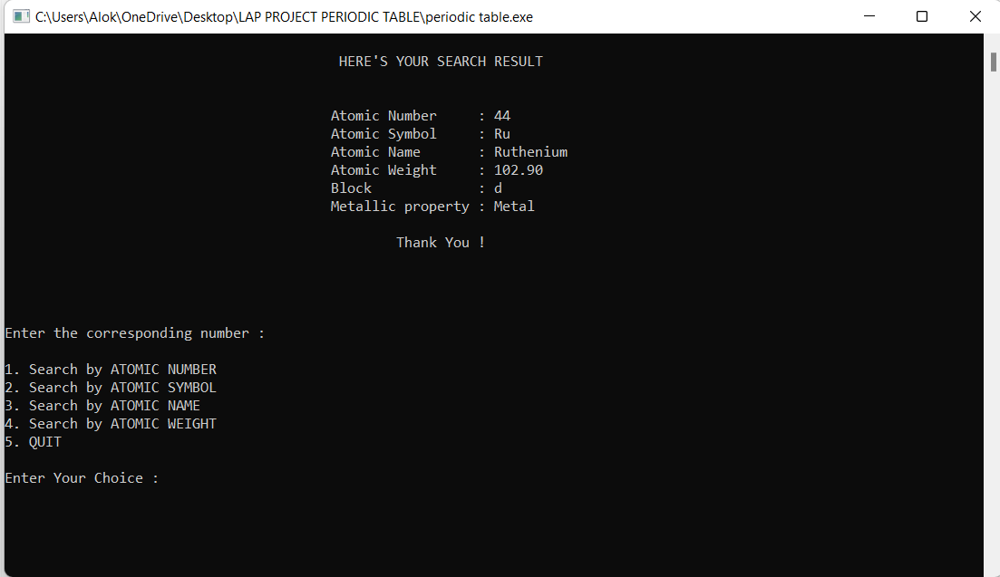 C:\Users\Alok\OneDrive\Desktop\LAP PROJECT PERIODIC TABLE\periodic table.exe
HERE'S YOUR SEARCH RESULT
Atomic Number : 44
Atomic Symbol : Ru
Atomic Name : Ruthenium
Atomic Weight : 102.90
Block : d
Metallic property : Metal
Thank You !
Enter the corresponding number :
1. Search by ATOMIC NUMBER
2. Search by ATOMIC SYMBOL
3. Search by ATOMIC NAME
4. Search by ATOMIC WEIGHT
5. QUIT
Enter Your Choice :